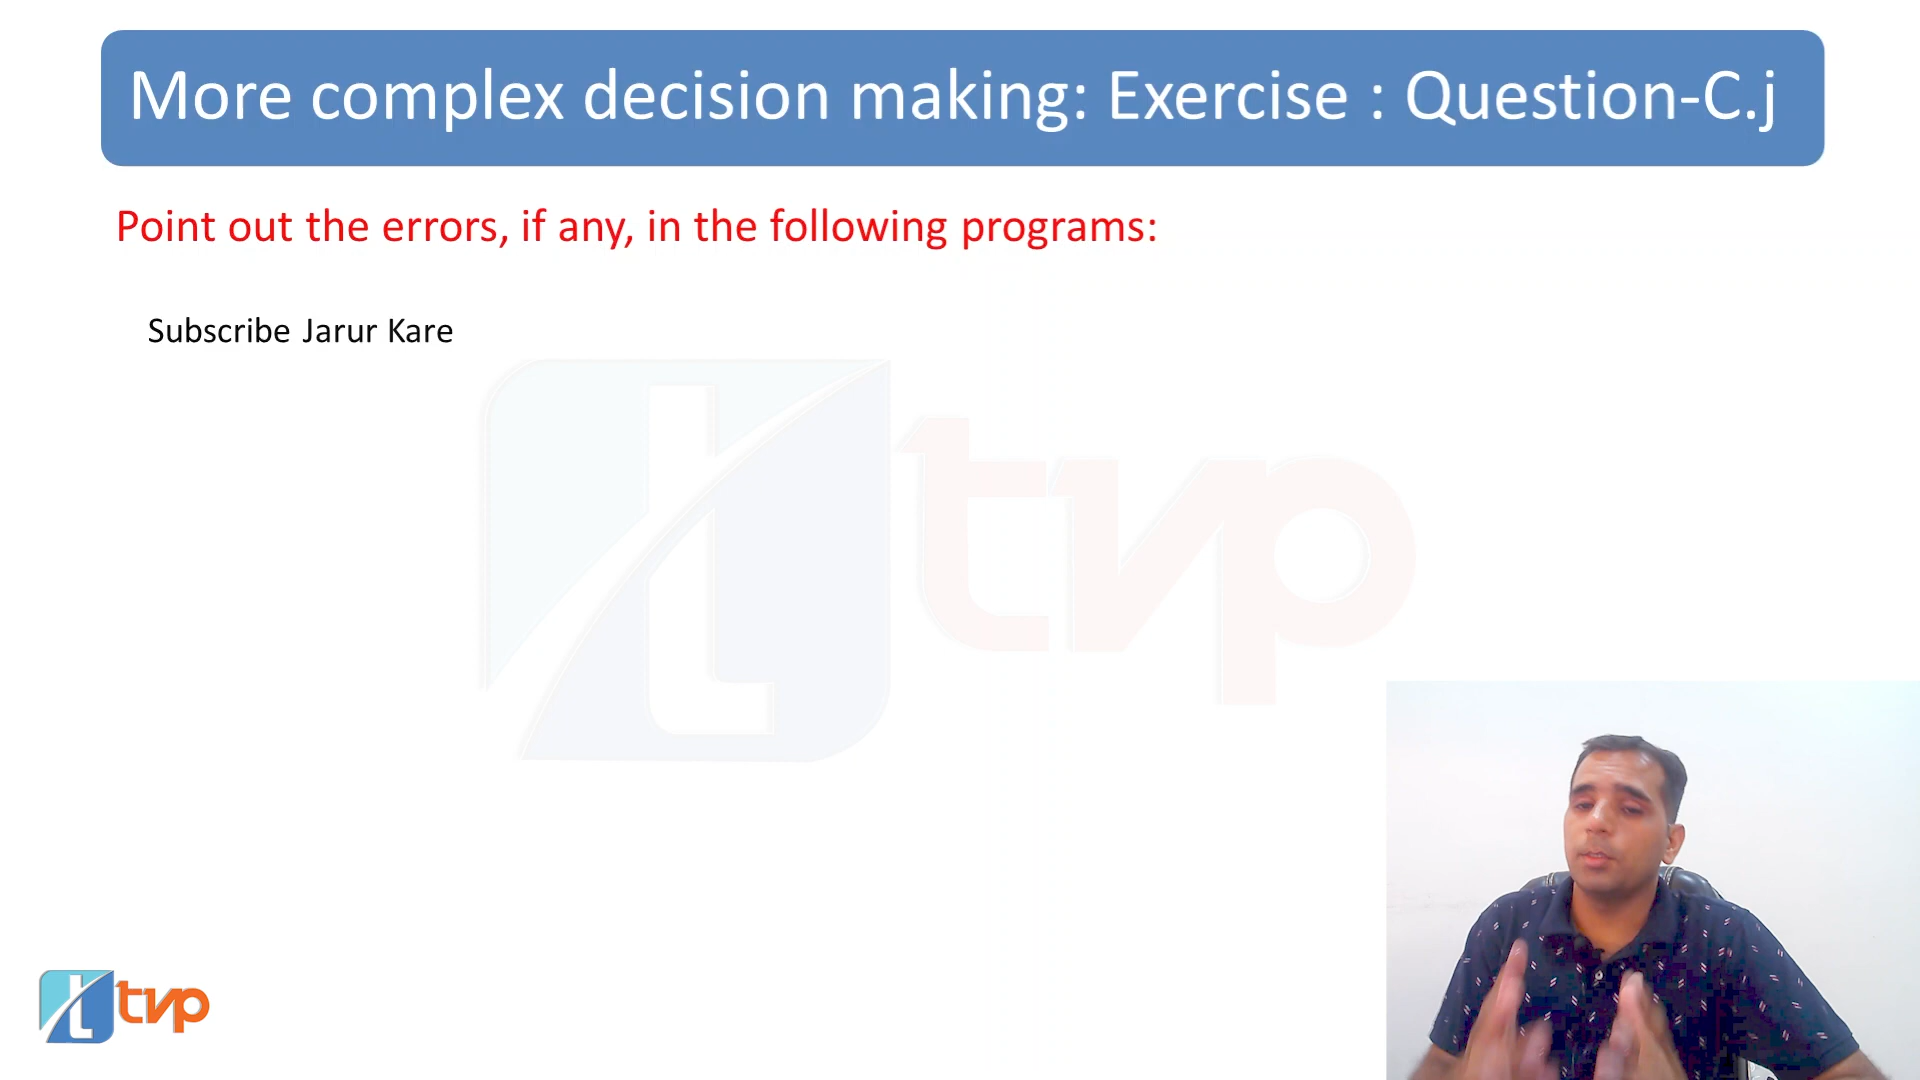 More complex decision making: Exercise : Question-C.j
Point out the errors, if any, in the following programs:
Subscribe Jarur Kare
tvp
tvp